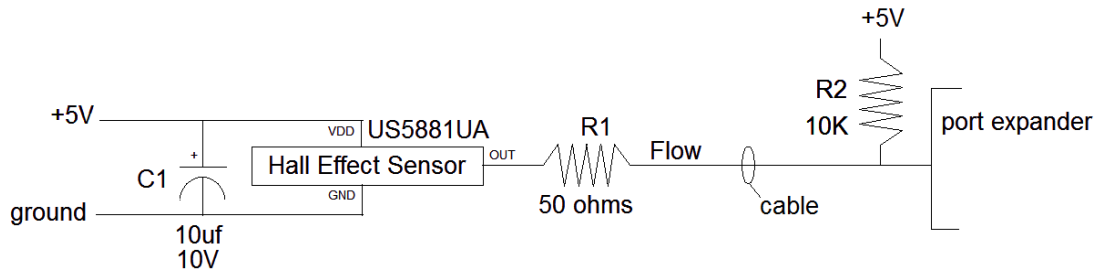 +5V
+5V
R2
10K
port expander
VDD
US5881UA
R1
Hall Effect Sensor
OUT
Flow
+
C1
GND
50 ohms
cable
ground
10uf
10V